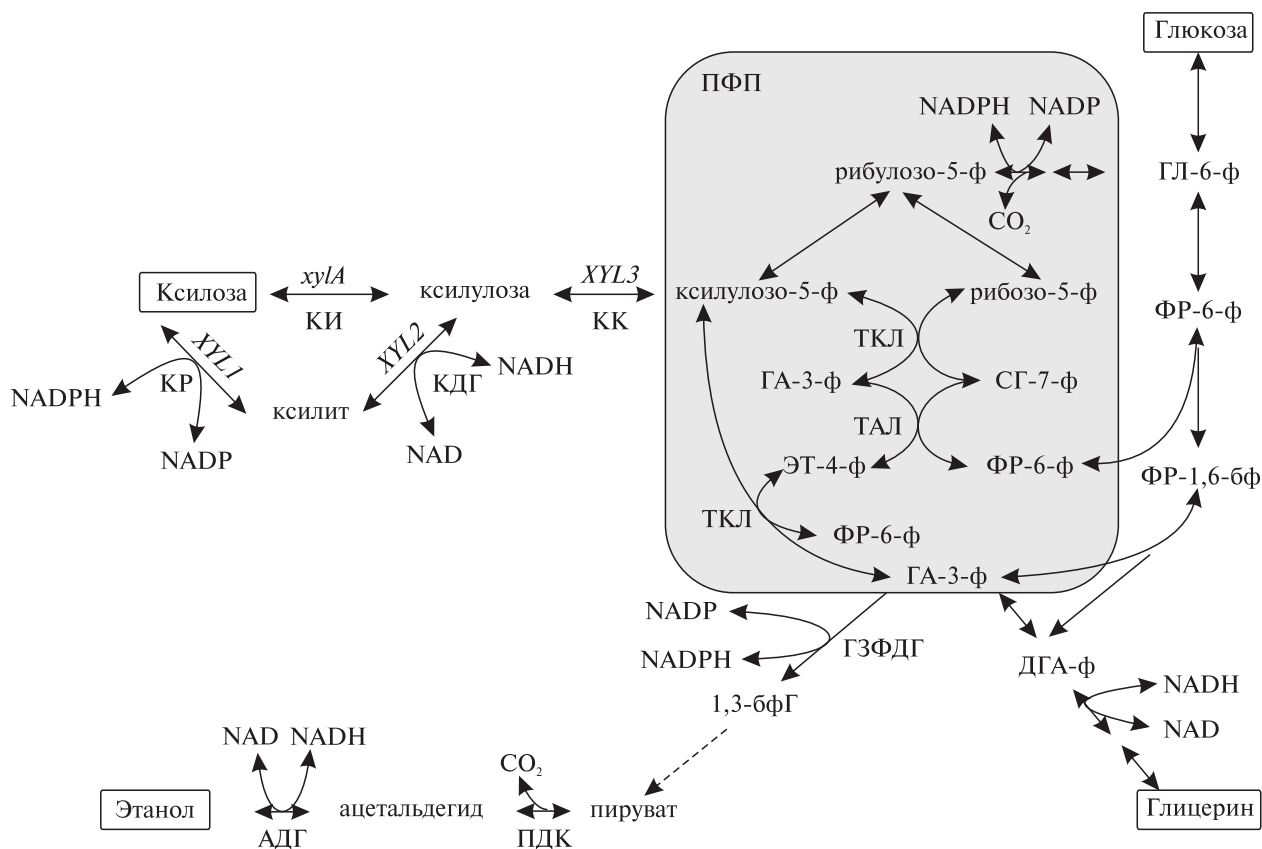 Глюкоза
ПФП
NADPH NADP
рибулозо-5-ф
ГЛ-6-ф
CO₂
xylA
XYL3
Ксилоза
ксилулоза
ксилулозо-5-ф
рибозо-5-ф
ФР-6-ф
КИ
КК
XYL1
XYL2
ТКЛ
NADPH
КР
КДГ
NADH
ГА-3-ф
СГ-7-ф
ксилит
NADP
NAD
ТАЛ
ЭТ-4-ф
ФР-6-ф
ФР-1,6-бф
ТКЛ
ФР-6-ф
ГА-3-ф
NADP
NADPH
ГЗФДГ
ДГА-ф
NADH
1,3-бфГ
NAD
NAD NADH
CO₂
Этанол
ацетальдегид
пируват
Глицерин
АДГ
ПДК